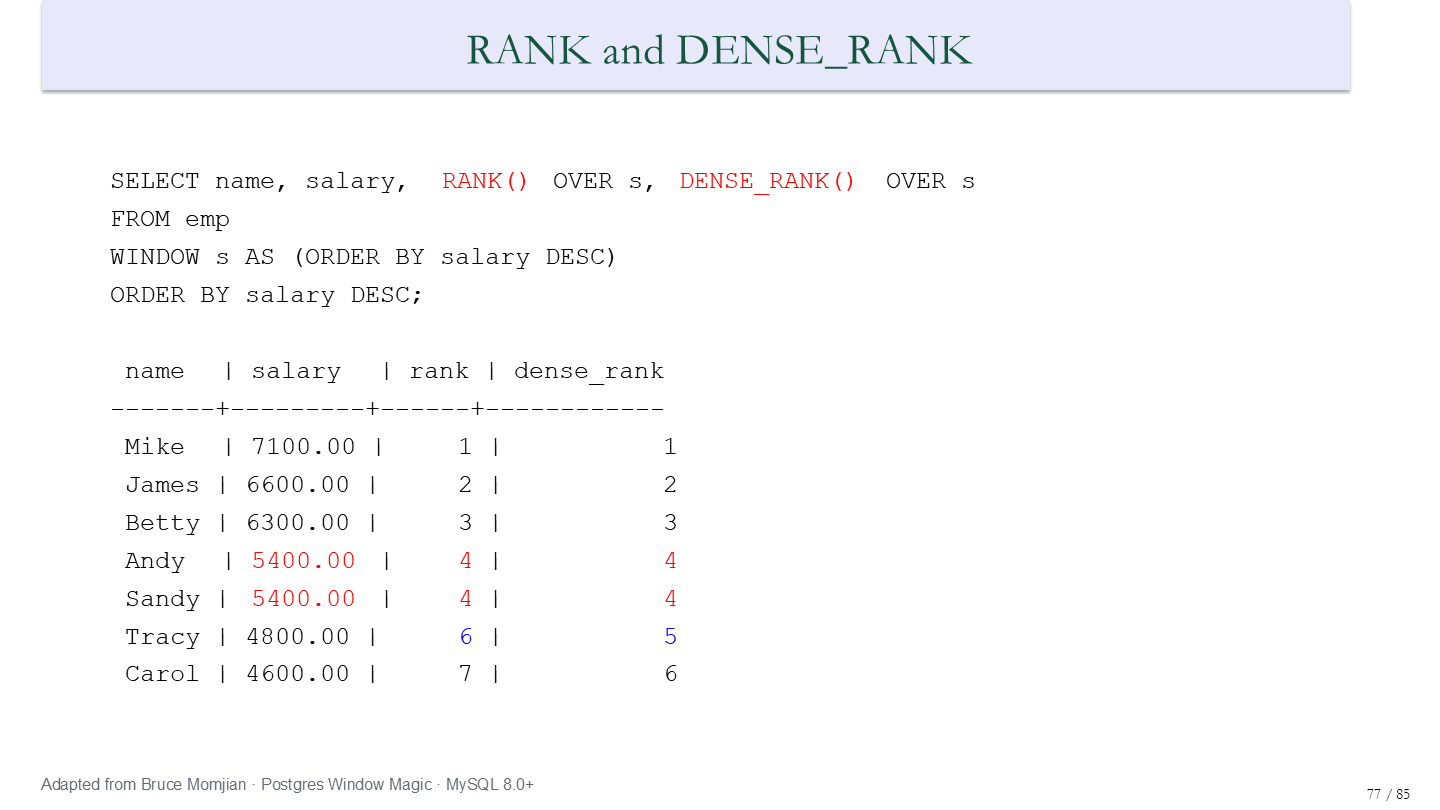 RANK and DENSE_RANK
SELECT name, salary, RANK() OVER s, DENSE_RANK() OVER s
FROM emp
WINDOW s AS (ORDER BY salary DESC)
ORDER BY salary DESC;
name | salary | rank | dense_rank
-------+---------+------+------------
Mike | 7100.00 | 1 | 1
James | 6600.00 | 2 | 2
Betty | 6300.00 | 3 | 3
Andy | 5400.00 | 4 | 4
Sandy | 5400.00 | 4 | 4
Tracy | 4800.00 | 6 | 5
Carol | 4600.00 | 7 | 6
Adapted from Bruce Momjian · Postgres Window Magic · MySQL 8.0+
77 / 85